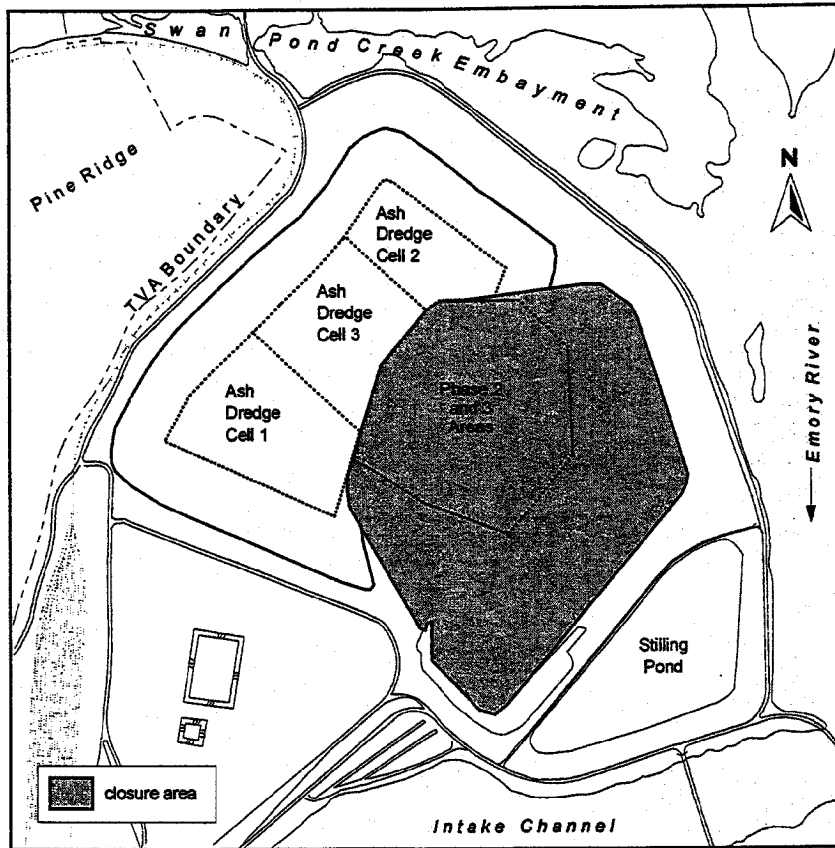 Swan Pond Creek Embayment
Pine Ridge
TVA Boundary
N
Ash
Dredge
Cell 2
Ash
Dredge
Cell 3
Ash
Dredge
Cell 1
Phase 2
and 3
Areas
Emory River
Stilling
Pond
closure area
Intake Channel